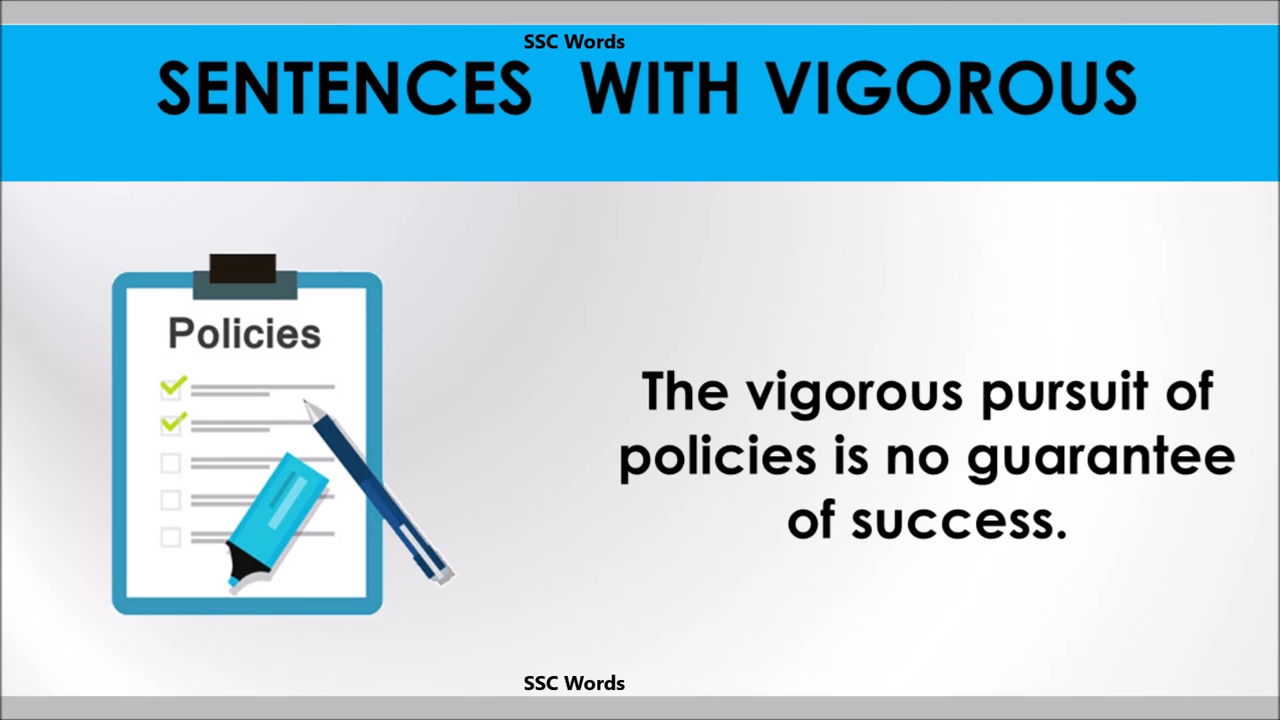 SSC Words
SENTENCES WITH VIGOROUS
Policies
The vigorous pursuit of
policies is no guarantee
of success.
SSC Words